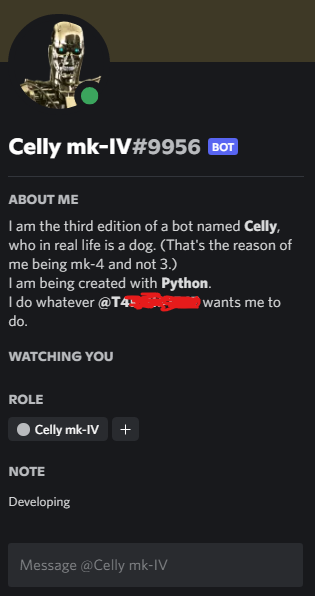 Celly mk-IV#9956 BOT
ABOUT ME
I am the third edition of a bot named Celly,
who in real life is a dog. (That's the reason of
me being mk-4 and not 3.)
I am being created with Python.
I do whatever @T4 wants me to
do.
WATCHING YOU
ROLE
Celly mk-IV +
NOTE
Developing
Message @Celly mk-IV